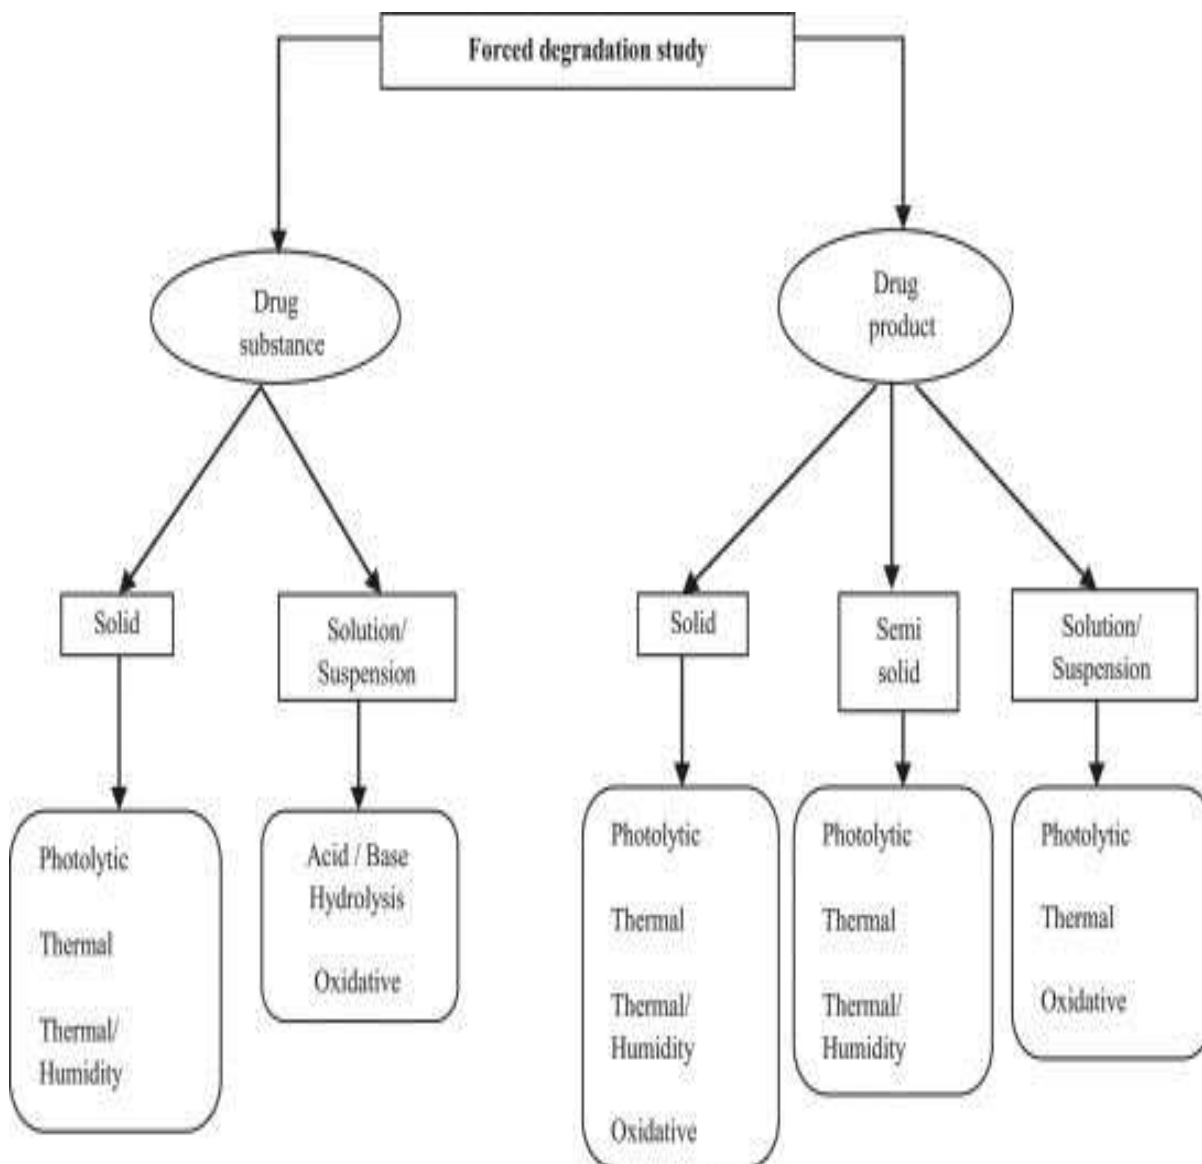 Forced degradation study
Drug
substance
Drug
product
Solid
Solution/
Suspension
Solid
Semi
solid
Solution/
Suspension
Photolytic
Thermal
Thermal/
Humidity
Acid / Base
Hydrolysis
Oxidative
Photolytic
Thermal
Thermal/
Humidity
Oxidative
Photolytic
Thermal
Thermal/
Humidity
Photolytic
Thermal
Oxidative